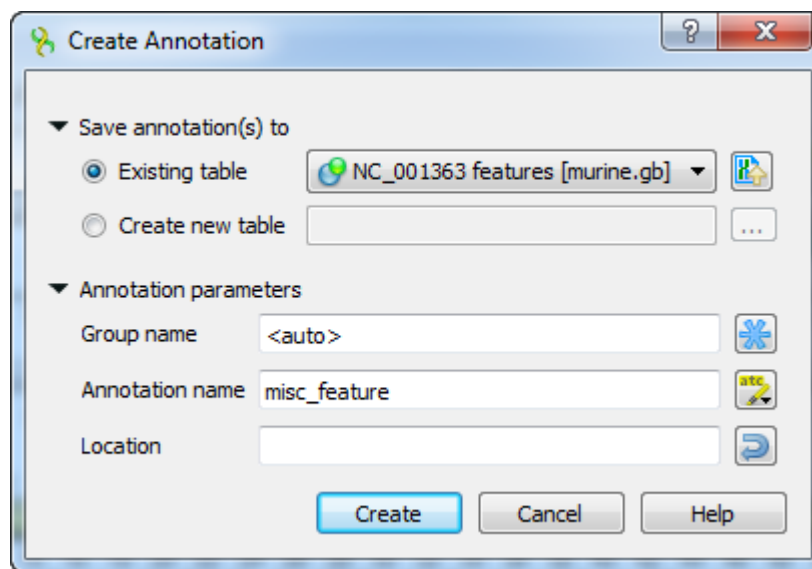 Create Annotation
Save annotation(s) to
Existing table NC_001363 features [murine.gb]
Create new table ...
Annotation parameters
Group name <auto>
Annotation name misc_feature atc
Location
Create Cancel Help